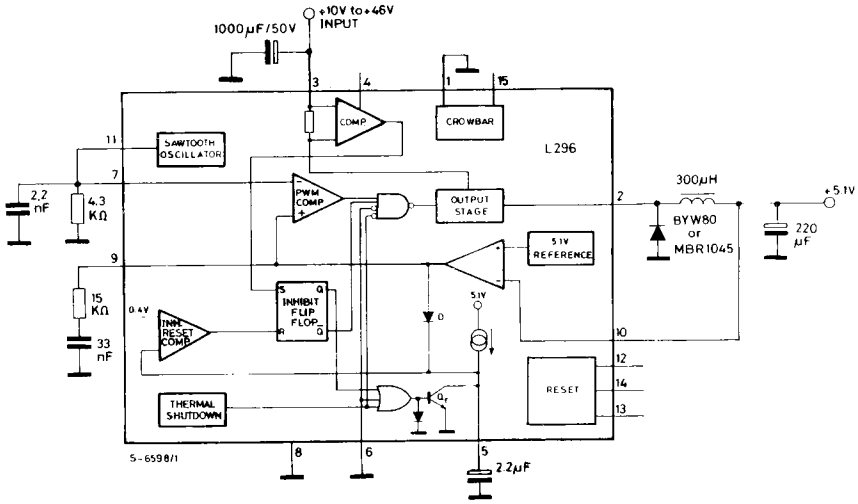 +10V to +46V
INPUT
1000µF/50V
3
4
1
15
COMP
CROWBAR
11
SAWTOOTH
OSCILLATOR
L296
7
2,2
nF
4.3
KΩ
-
PWM
COMP
+
OUTPUT
STAGE
2
300µH
+5.1V
BYW80
or
MBR1045
220
µF
9
+
5.1V
REFERENCE
-
15
KΩ
33
nF
0.4V
INH.
RESET
COMP
S
Q
INHIBIT
FLIP
FLOP
R
Q
D
5.1V
10
12
RESET
14
13
THERMAL
SHUTDOWN
Qr
S-6598/1
8
6
5
2.2µF